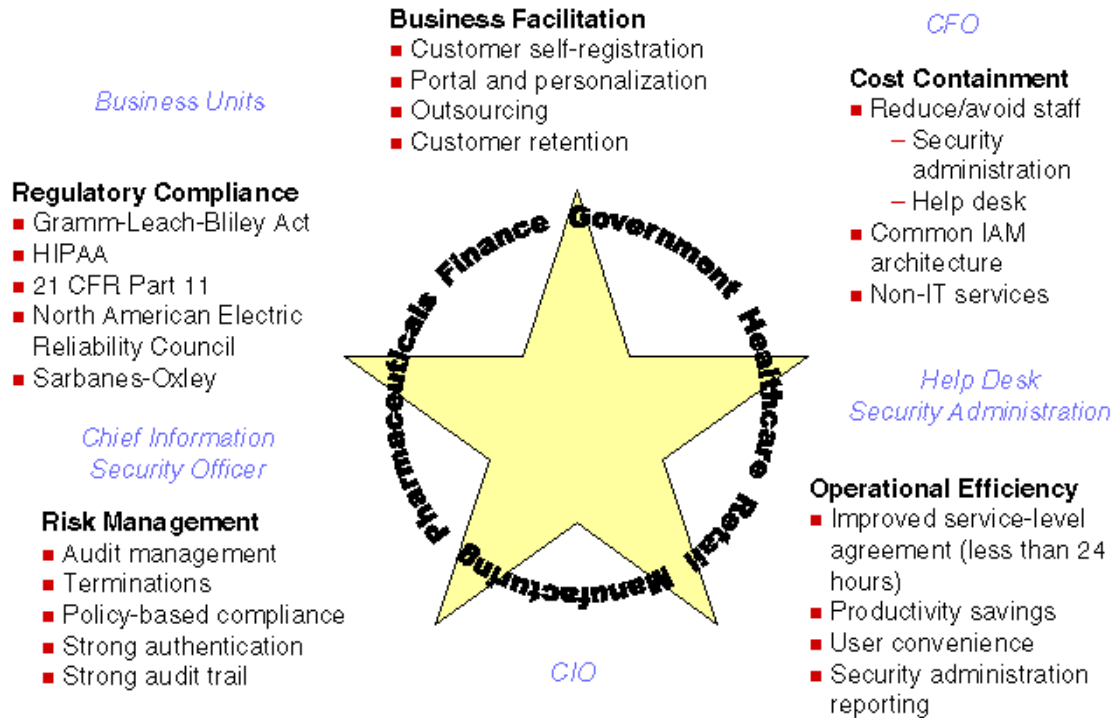 Business Facilitation
■ Customer self-registration
■ Portal and personalization
■ Outsourcing
■ Customer retention
CFO
Business Units
Cost Containment
■ Reduce/avoid staff
– Security
administration
– Help desk
■ Common IAM
architecture
■ Non-IT services
Regulatory Compliance
■ Gramm-Leach-Bliley Act
■ HIPAA
■ 21 CFR Part 11
■ North American Electric
Reliability Council
■ Sarbanes-Oxley
Pharmaceuticals Finance Government Healthcare Retail Manufacturing
Help Desk
Security Administration
Chief Information
Security Officer
Risk Management
■ Audit management
■ Terminations
■ Policy-based compliance
■ Strong authentication
■ Strong audit trail
Operational Efficiency
■ Improved service-level
agreement (less than 24
hours)
■ Productivity savings
■ User convenience
■ Security administration
reporting
CIO